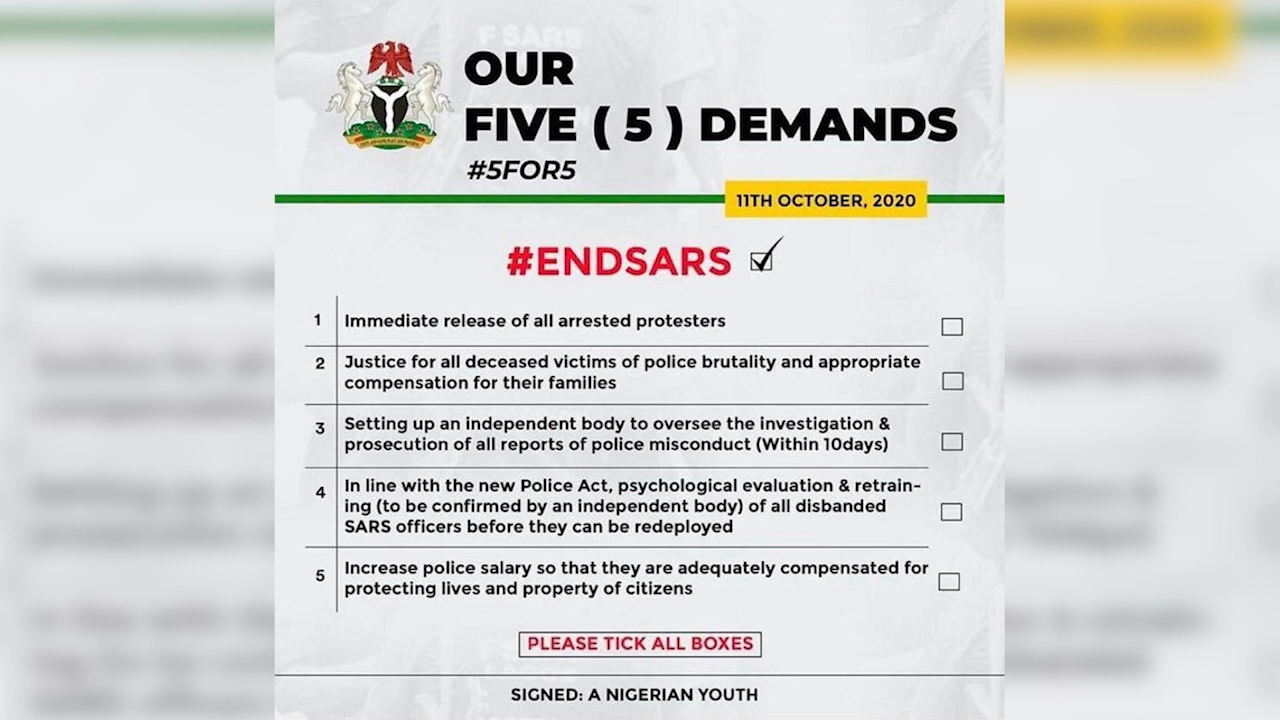 OUR
FIVE ( 5 ) DEMANDS
#5FOR5
11TH OCTOBER, 2020
#ENDSARS
1 Immediate release of all arrested protesters
2 Justice for all deceased victims of police brutality and appropriate
compensation for their families
3 Setting up an independent body to oversee the investigation &
prosecution of all reports of police misconduct (Within 10days)
4 In line with the new Police Act, psychological evaluation & retrain-
ing (to be confirmed by an independent body) of all disbanded
SARS officers before they can be redeployed
5 Increase police salary so that they are adequately compensated for
protecting lives and property of citizens
PLEASE TICK ALL BOXES
SIGNED: A NIGERIAN YOUTH